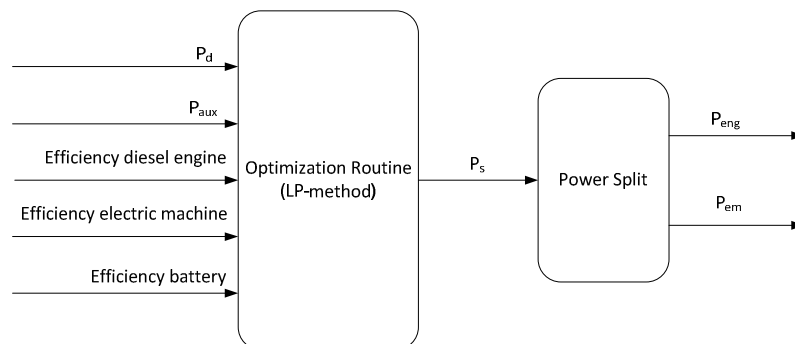 P_d
P_aux
Efficiency diesel engine
Efficiency electric machine
Efficiency battery
Optimization Routine
(LP-method)
P_s
Power Split
P_eng
P_em